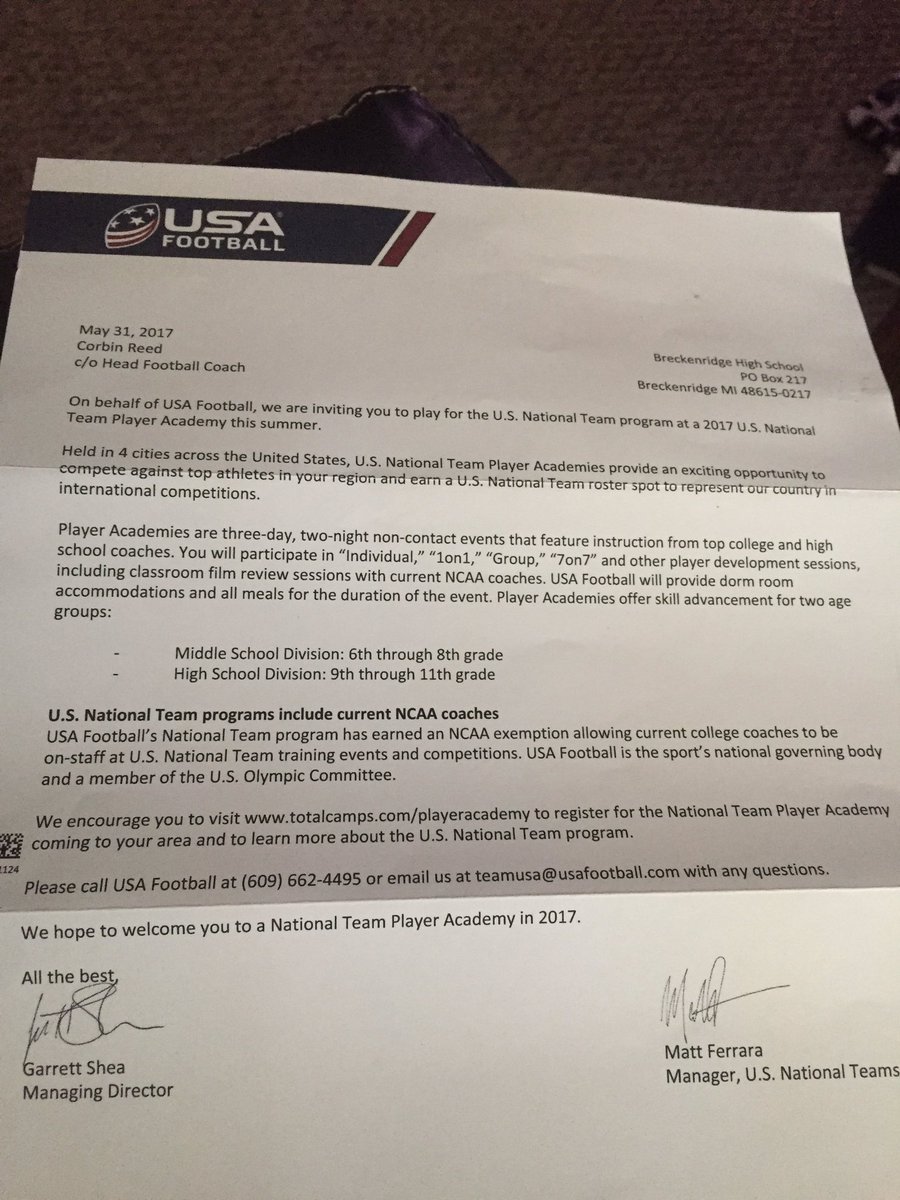 USA
FOOTBALL
May 31, 2017
Corbin Reed
c/o Head Football Coach
Breckenridge High School
PO Box 217
Breckenridge MI 48615-0217
On behalf of USA Football, we are inviting you to play for the U.S. National Team program at a 2017 U.S. National
Team Player Academy this summer.
Held in 4 cities across the United States, U.S. National Team Player Academies provide an exciting opportunity to
compete against top athletes in your region and earn a U.S. National Team roster spot to represent our country in
international competitions.
Player Academies are three-day, two-night non-contact events that feature instruction from top college and high
school coaches. You will participate in “Individual,” “1on1,” “Group,” “7on7” and other player development sessions,
including classroom film review sessions with current NCAA coaches. USA Football will provide dorm room
accommodations and all meals for the duration of the event. Player Academies offer skill advancement for two age
groups:
- Middle School Division: 6th through 8th grade
- High School Division: 9th through 11th grade
U.S. National Team programs include current NCAA coaches
USA Football’s National Team program has earned an NCAA exemption allowing current college coaches to be
on-staff at U.S. National Team training events and competitions. USA Football is the sport’s national governing body
and a member of the U.S. Olympic Committee.
We encourage you to visit www.totalcamps.com/playeracademy to register for the National Team Player Academy
coming to your area and to learn more about the U.S. National Team program.
1124
Please call USA Football at (609) 662-4495 or email us at teamusa@usafootball.com with any questions.
We hope to welcome you to a National Team Player Academy in 2017.
All the best,
Garrett Shea
Managing Director
Matt Ferrara
Manager, U.S. National Teams